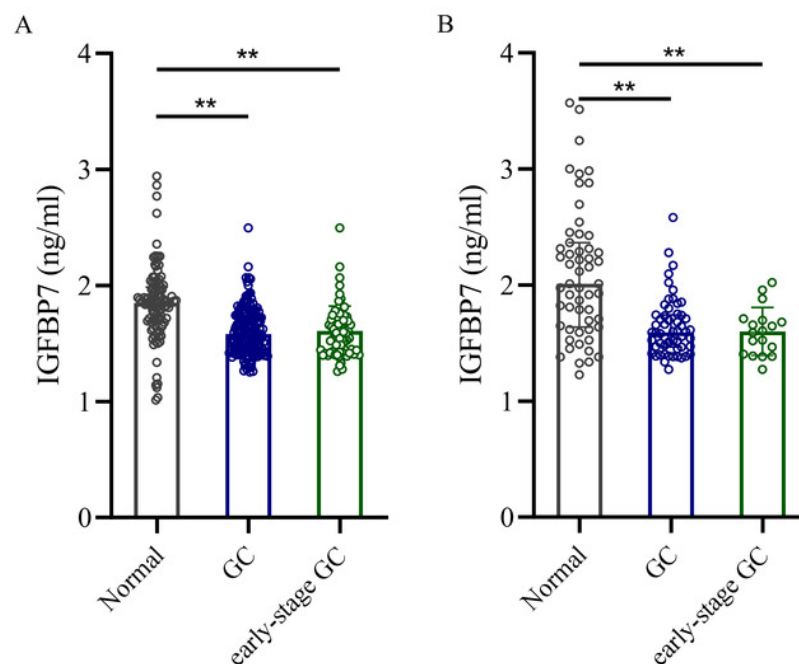 A
IGFBP7 (ng/ml)
4
3
2
1
0
**
**
Normal
GC
early-stage GC
B
IGFBP7 (ng/ml)
4
3
2
1
0
**
**
Normal
GC
early-stage GC